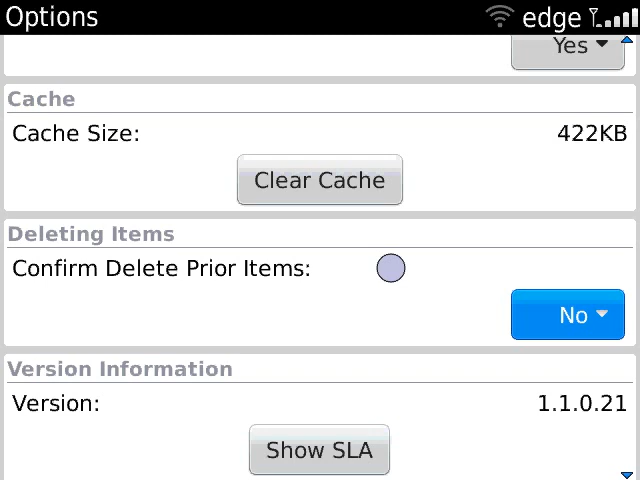 Options edge
Yes
Cache
Cache Size: 422KB
Clear Cache
Deleting Items
Confirm Delete Prior Items:
No
Version Information
Version: 1.1.0.21
Show SLA